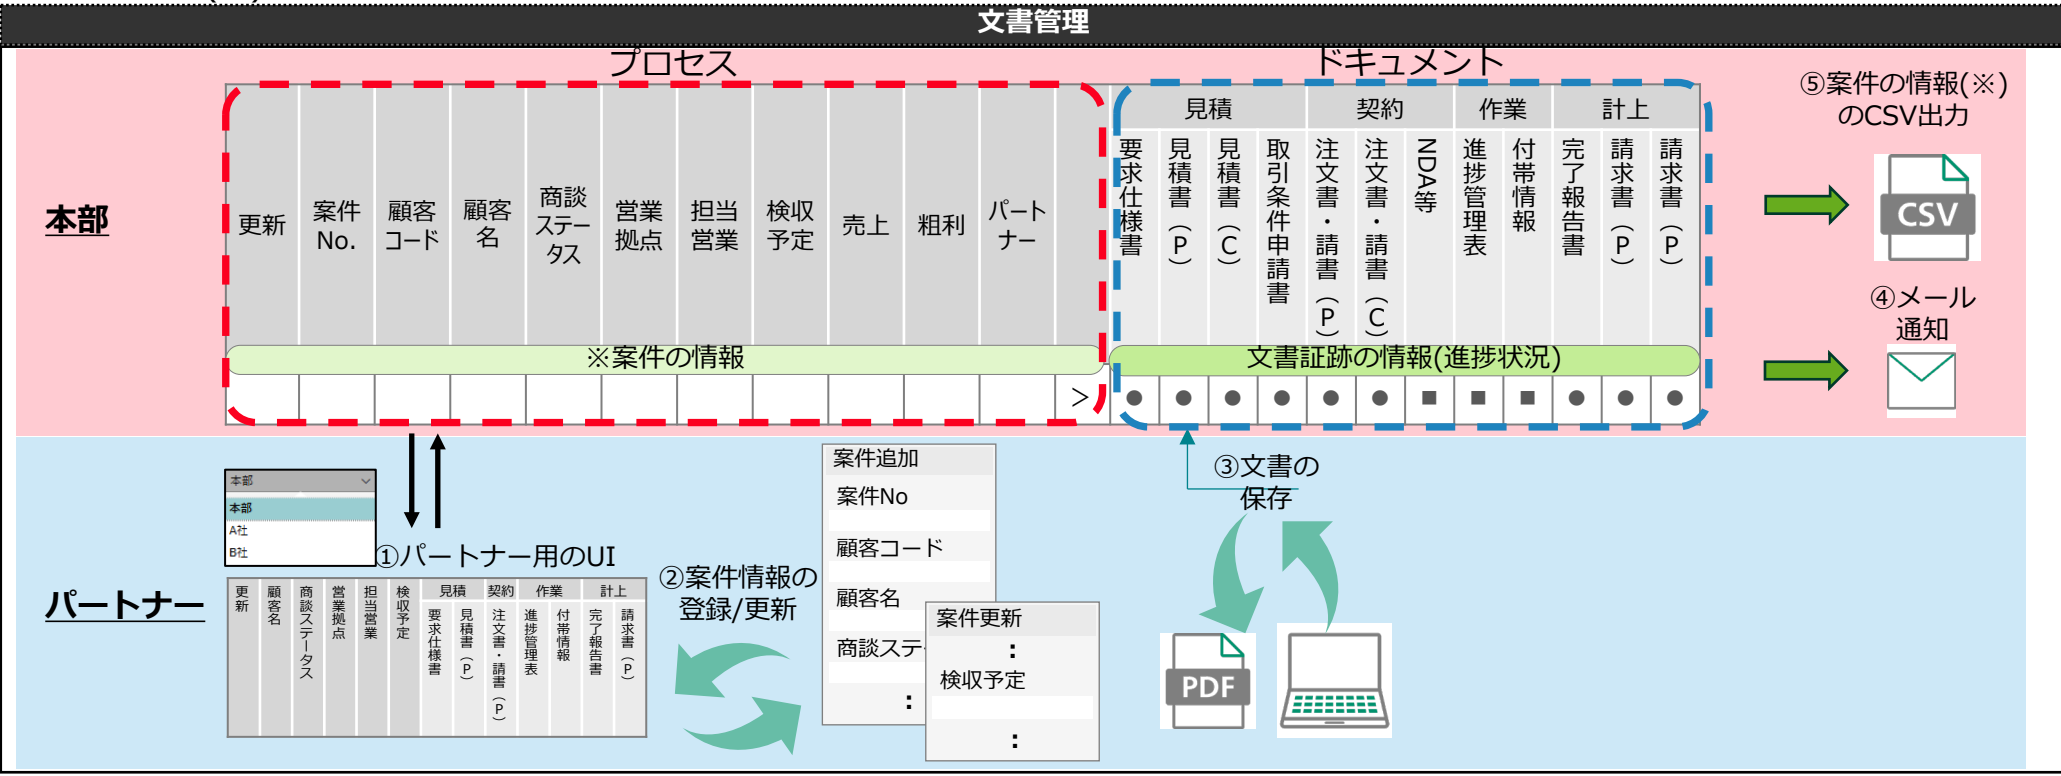 文書管理
プロセス
ドキュメント
本部
更新
案件
No.
顧客
コード
顧客
名
商談
ステー
タス
営業
拠点
担当
営業
検収
予定
売上
粗利
パート
ナー
見積
契約
作業
計上
要求仕様書
見積書（P）
見積書（C）
取引条件申請書
注文書・請書（P）
注文書・請書（C）
NDA等
進捗管理表
付帯情報
完了報告書
請求書（P）
請求書（P）
※案件の情報
文書証跡の情報(進捗状況)
＞ ● ● ● ● ● ● ■ ■ ■ ● ● ●
⑤案件の情報(※)
のCSV出力
CSV
④メール
通知
パートナー
本部
本部
A社
B社
①パートナー用のUI
更新
顧客名
商談ステータス
営業拠点
担当営業
検収予定
見積
契約
作業
計上
要求仕様書
見積書（P）
注文書・請書（P）
進捗管理表
付帯情報
完了報告書
請求書（P）
②案件情報の
登録/更新
案件追加
案件No
顧客コード
顧客名
商談ステ
：
案件更新
：
検収予定
：
③文書の
保存
PDF